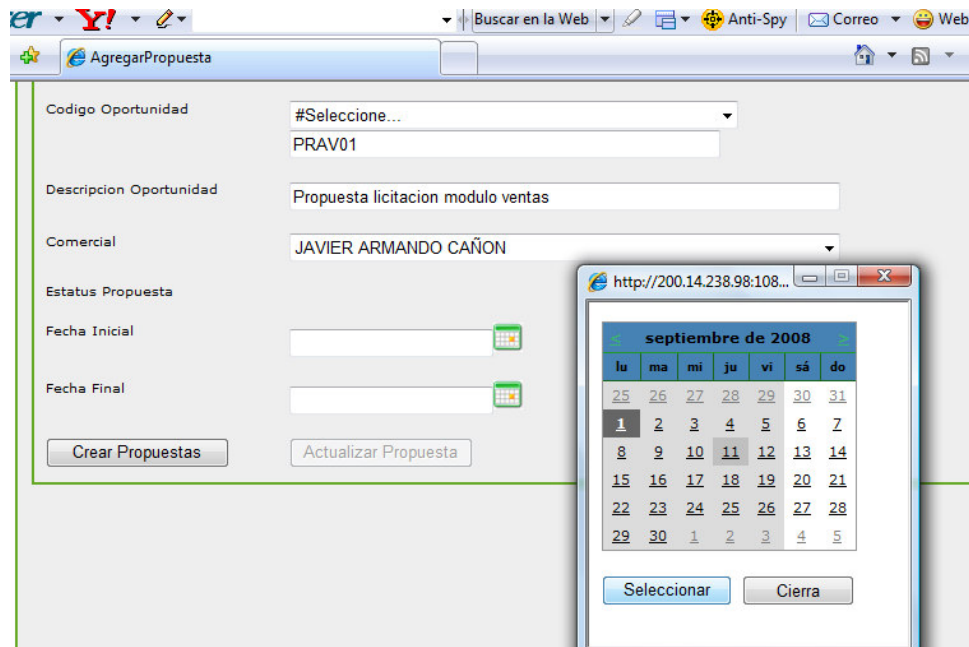 er Y! Buscar en la Web Anti-Spy Correo Web
AgregarPropuesta
Codigo Oportunidad
#Seleccione...
PRAV01
Descripcion Oportunidad
Propuesta licitacion modulo ventas
Comercial
JAVIER ARMANDO CAÑON
Estatus Propuesta
Fecha Inicial
Fecha Final
Crear Propuestas Actualizar Propuesta
http://200.14.238.98:108...
< septiembre de 2008 >
lu ma mi ju vi sá do
25 26 27 28 29 30 31
1 2 3 4 5 6 7
8 9 10 11 12 13 14
15 16 17 18 19 20 21
22 23 24 25 26 27 28
29 30 1 2 3 4 5
Seleccionar Cierra